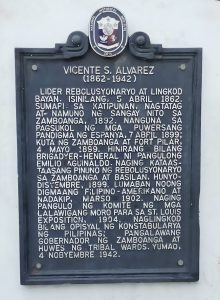 VICENTE S. ALVAREZ
(1862-1942)
LIDER REBOLUSYONARYO AT LINGKOD
BAYAN. ISINILANG, 5 ABRIL 1862.
SUMAPI SA KATIPUNAN, NAGTATAG
AT NAMUNO NG SANGAY NITO SA
ZAMBOANGA, 1892. NANGUNA SA
PAGSUKOL NG MGA PUWERSANG
PANDIGMA NG ESPANYA, 7 ABRIL 1899;
KUTA NG ZAMBOANGA AT FORT PILAR,
4 MAYO 1899. HINIRANG BILANG
BRIGADYER-HENERAL NI PANGULONG
EMILIO AGUINALDO. NAGING KATAAS-
TAASANG PINUNO NG REBOLUSYONARYO
SA ZAMBOANGA AT BASILAN, HUNYO-
DISYEMBRE, 1899. LUMABAN NOONG
DIGMAANG FILIPINO-AMERIKANO AT
NADAKIP, MARSO 1902. NAGING
PANGULO NG KOMITE NG MGA
LALAWIGANG MORO PARA SA ST. LOUIS
EXPOSITION, 1904. NAGLINGKOD
BILANG OPISYAL NG KONSTABULARYA
NG PILIPINAS; PANGALAWANG
GOBERNADOR NG ZAMBOANGA AT
HUWES NG TRIBAL WARDS. YUMAO,
4 NOBYEMBRE 1942.